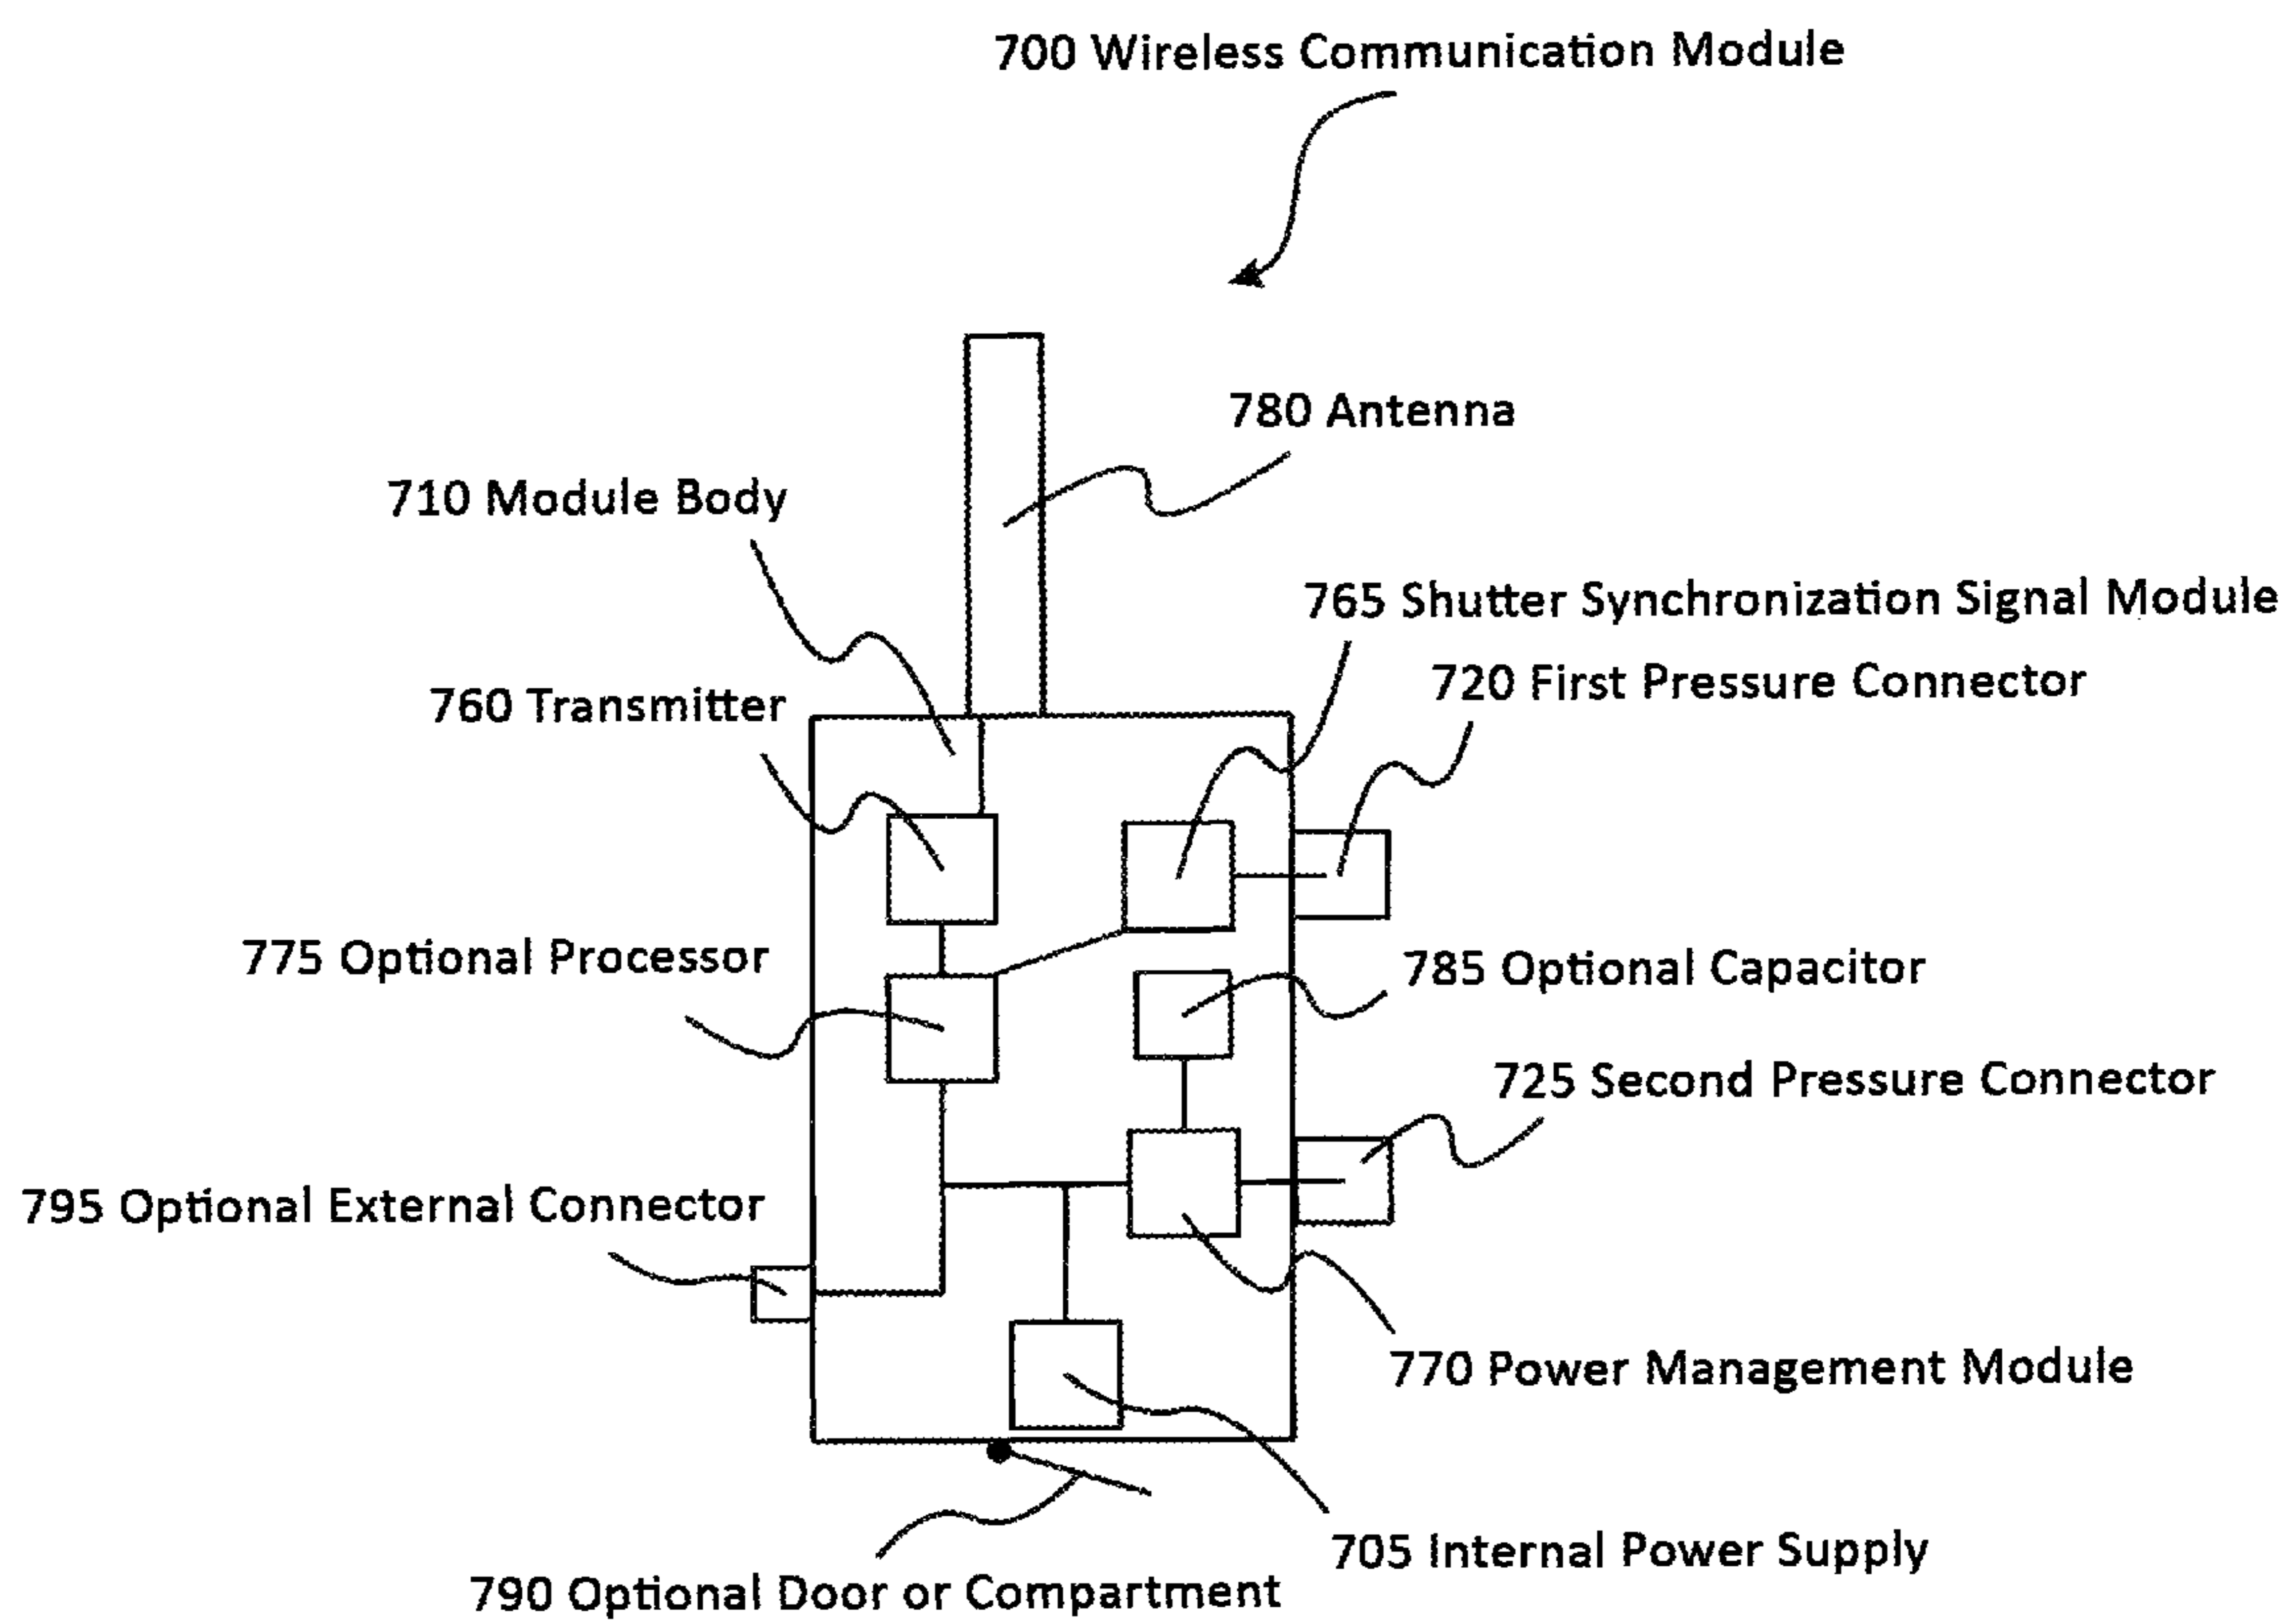 700 Wireless Communication Module
780 Antenna
710 Module Body
765 Shutter Synchronization Signal Module
720 First Pressure Connector
760 Transmitter
775 Optional Processor
785 Optional Capacitor
725 Second Pressure Connector
795 Optional External Connector
770 Power Management Module
705 Internal Power Supply
790 Optional Door or Compartment